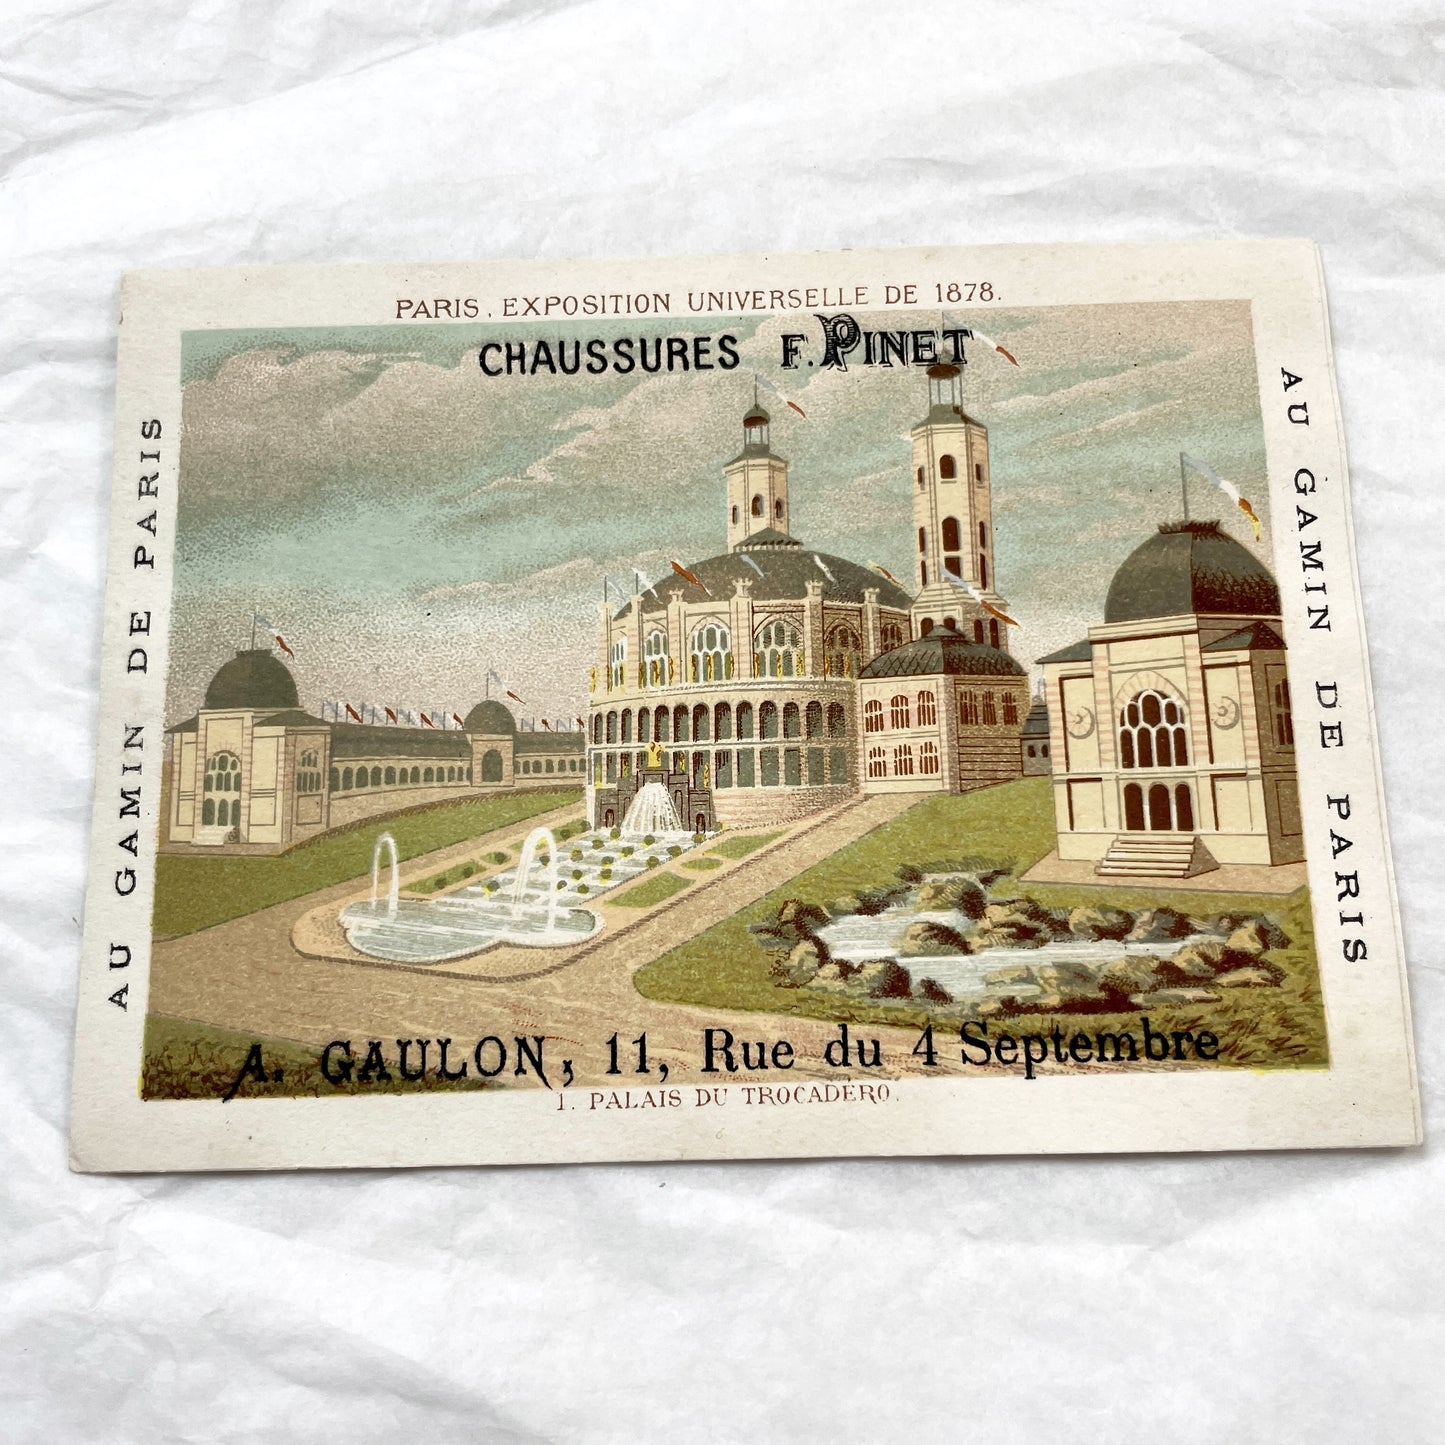 PARIS. EXPOSITION UNIVERSELLE DE 1878.
CHAUSSURES F. PINET
AU GAMIN DE PARIS
AU GAMIN DE PARIS
A. GAULON, 11, Rue du 4 Septembre
1. PALAIS DU TROCADÉRO.